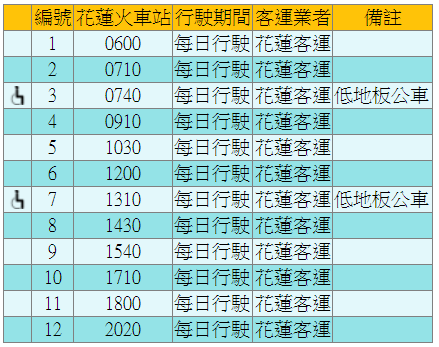 編號 花蓮火車站 行駛期間 客運業者 備註
1 0600 每日行駛 花蓮客運
2 0710 每日行駛 花蓮客運
3 0740 每日行駛 花蓮客運 低地板公車
4 0910 每日行駛 花蓮客運
5 1030 每日行駛 花蓮客運
6 1200 每日行駛 花蓮客運
7 1310 每日行駛 花蓮客運 低地板公車
8 1430 每日行駛 花蓮客運
9 1540 每日行駛 花蓮客運
10 1710 每日行駛 花蓮客運
11 1800 每日行駛 花蓮客運
12 2020 每日行駛 花蓮客運